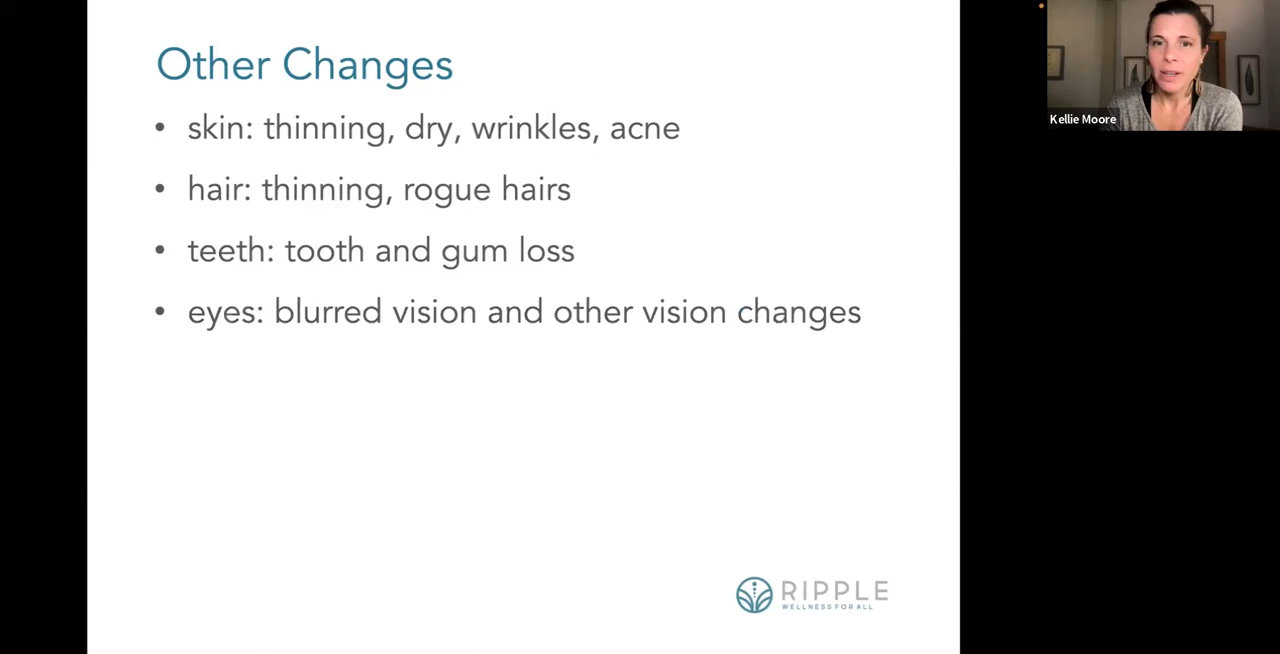 Other Changes
• skin: thinning, dry, wrinkles, acne
• hair: thinning, rogue hairs
• teeth: tooth and gum loss
• eyes: blurred vision and other vision changes
RIPPLE
WELLNESS FOR ALL
Kellie Moore